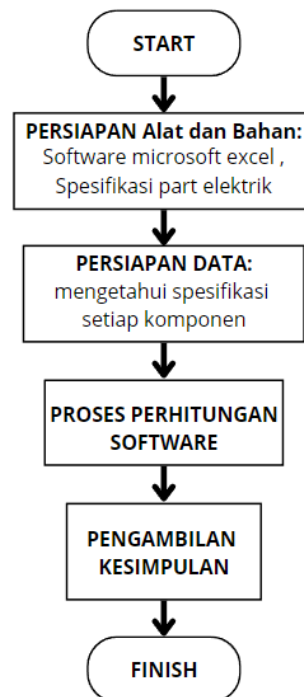 START
PERSIAPAN Alat dan Bahan:
Software microsoft excel ,
Spesifikasi part elektrik
PERSIAPAN DATA:
mengetahui spesifikasi
setiap komponen
PROSES PERHITUNGAN
SOFTWARE
PENGAMBILAN
KESIMPULAN
FINISH